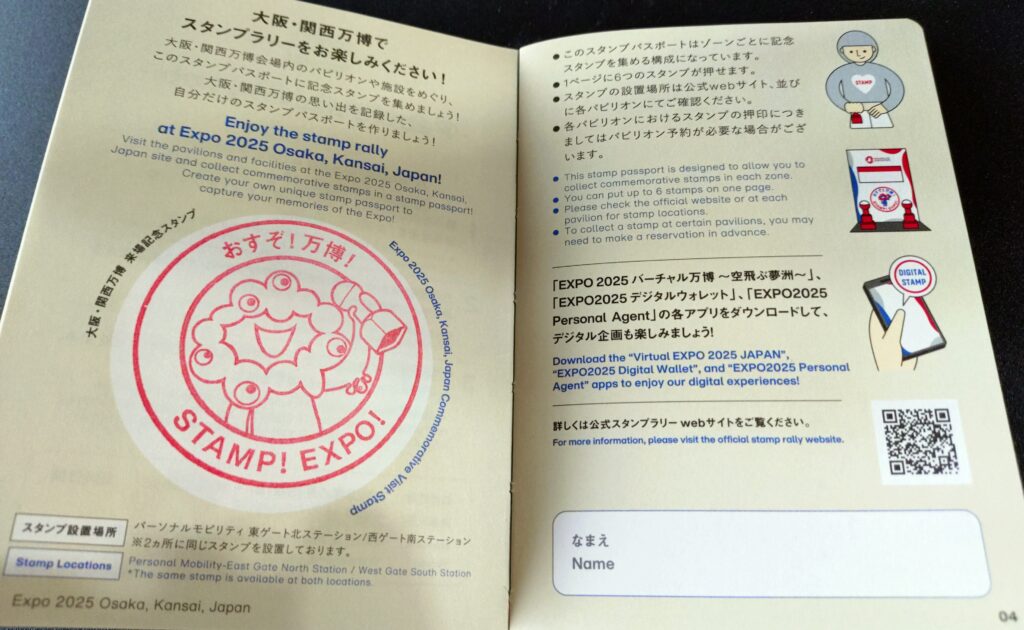 大阪・関西万博で
スタンプラリーをお楽しみください!
大阪・関西万博会場内のパビリオンや施設をめぐり、
このスタンプパスポートに記念スタンプを集めましょう!
大阪・関西万博の思い出を記録した、
自分だけのスタンプパスポートを作りましょう!
Enjoy the stamp rally
at Expo 2025 Osaka, Kansai, Japan!
Visit the pavilions and facilities at the Expo 2025 Osaka, Kansai,
Japan site and collect commemorative stamps in a stamp passport!
Create your own unique stamp passport to
capture your memories of the Expo!
大阪・関西万博 来場記念スタンプ
Expo 2025 Osaka, Kansai, Japan Commemorative Visit Stamp
おすぞ!万博!
STAMP! EXPO!
スタンプ設置場所
パーソナルモビリティ 東ゲート北ステーション/西ゲート南ステーション
※2ヵ所に同じスタンプを設置しております。
Stamp Locations
Personal Mobility-East Gate North Station / West Gate South Station
*The same stamp is available at both locations.
Expo 2025 Osaka, Kansai, Japan
● このスタンプパスポートはゾーンごとに記念
スタンプを集める構成になっています。
● 1ページに6つのスタンプが押せます。
● スタンプの設置場所は公式webサイト、並び
に各パビリオンにてご確認ください。
● 各パビリオンにおけるスタンプの押印につき
ましてはパビリオン予約が必要な場合がござ
います。
● This stamp passport is designed to allow you to
collect commemorative stamps in each zone.
● You can put up to 6 stamps on one page.
● Please check the official website or at each
pavilion for stamp locations.
● To collect a stamp at certain pavilions, you may
need to make a reservation in advance.
STAMP
「EXPO 2025 バーチャル万博 ~空飛ぶ夢洲~」、
「EXPO2025 デジタルウォレット」、「EXPO2025
Personal Agent」の各アプリをダウンロードして、
デジタル企画も楽しみましょう!
Download the “Virtual EXPO 2025 JAPAN”,
“EXPO2025 Digital Wallet”, and “EXPO2025 Personal
Agent” apps to enjoy our digital experiences!
DIGITAL
STAMP
詳しくは公式スタンプラリー webサイトをご覧ください。
For more information, please visit the official stamp rally website.
なまえ
Name
04